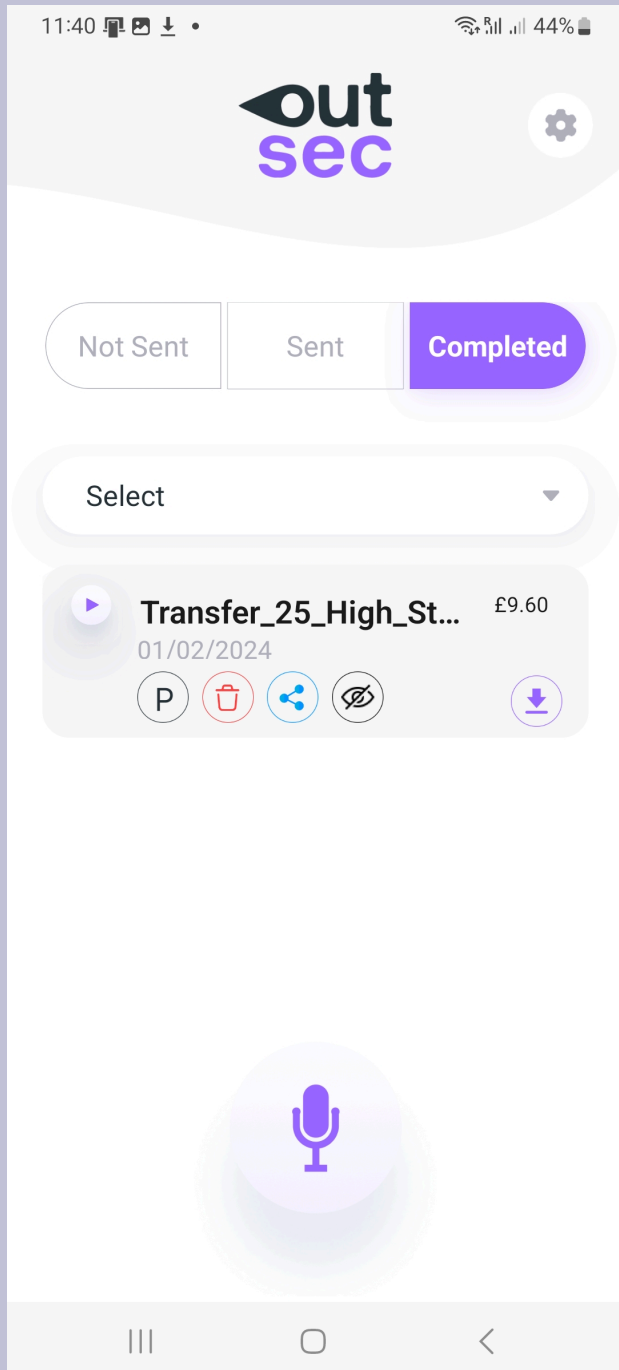 11:40
R 44%
out
sec
Not Sent Sent Completed
Select
Transfer_25_High_St... £9.60
01/02/2024
P